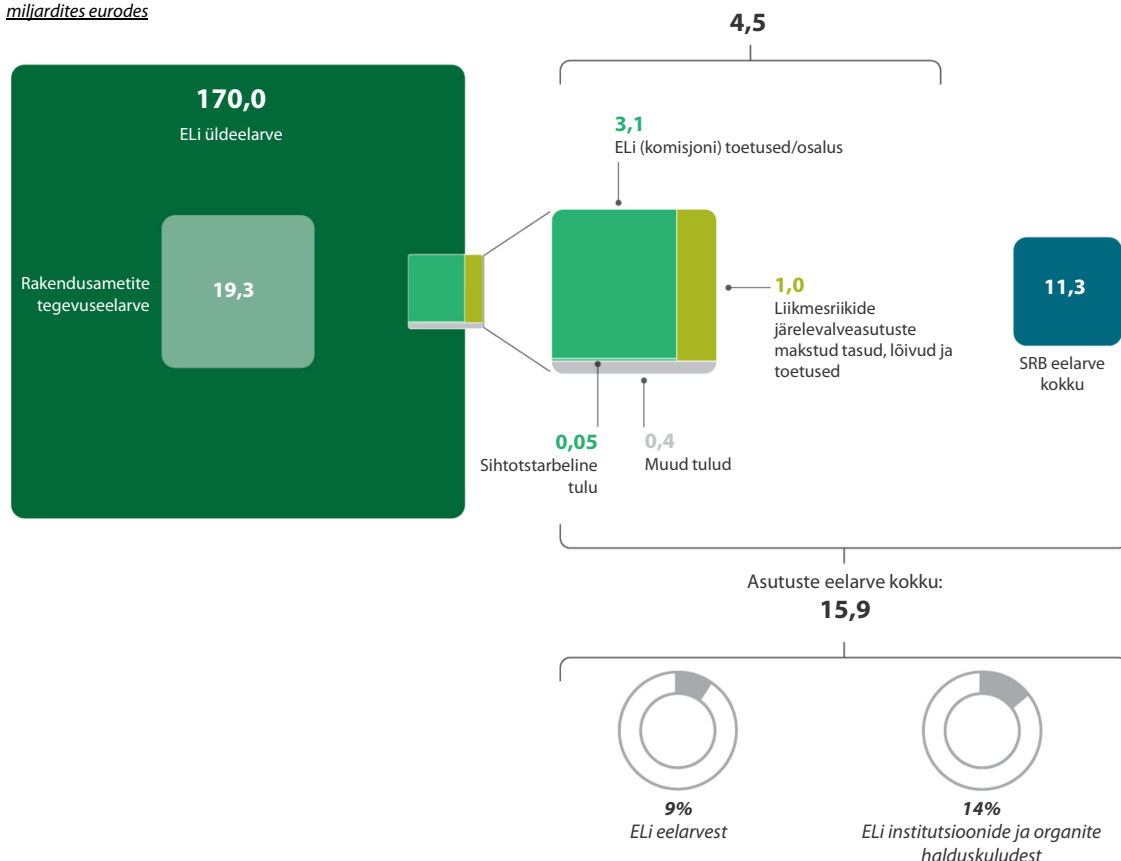 miljardites eurodes
4,5
170,0
ELi üldeelarve
3,1
ELi (komisjoni) toetused/osalus
Rakendusametite
tegevuseelarve
19,3
1,0
Liikmesriikide
järelevalveasutuste
makstud tasud, lõivud ja
toetused
11,3
SRB eelarve
kokku
0,05
Sihtotstarbeline
tulu
0,4
Muud tulud
Asutuste eelarve kokku:
15,9
9%
ELi eelarvest
14%
ELi institutsioonide ja organite
halduskuludest